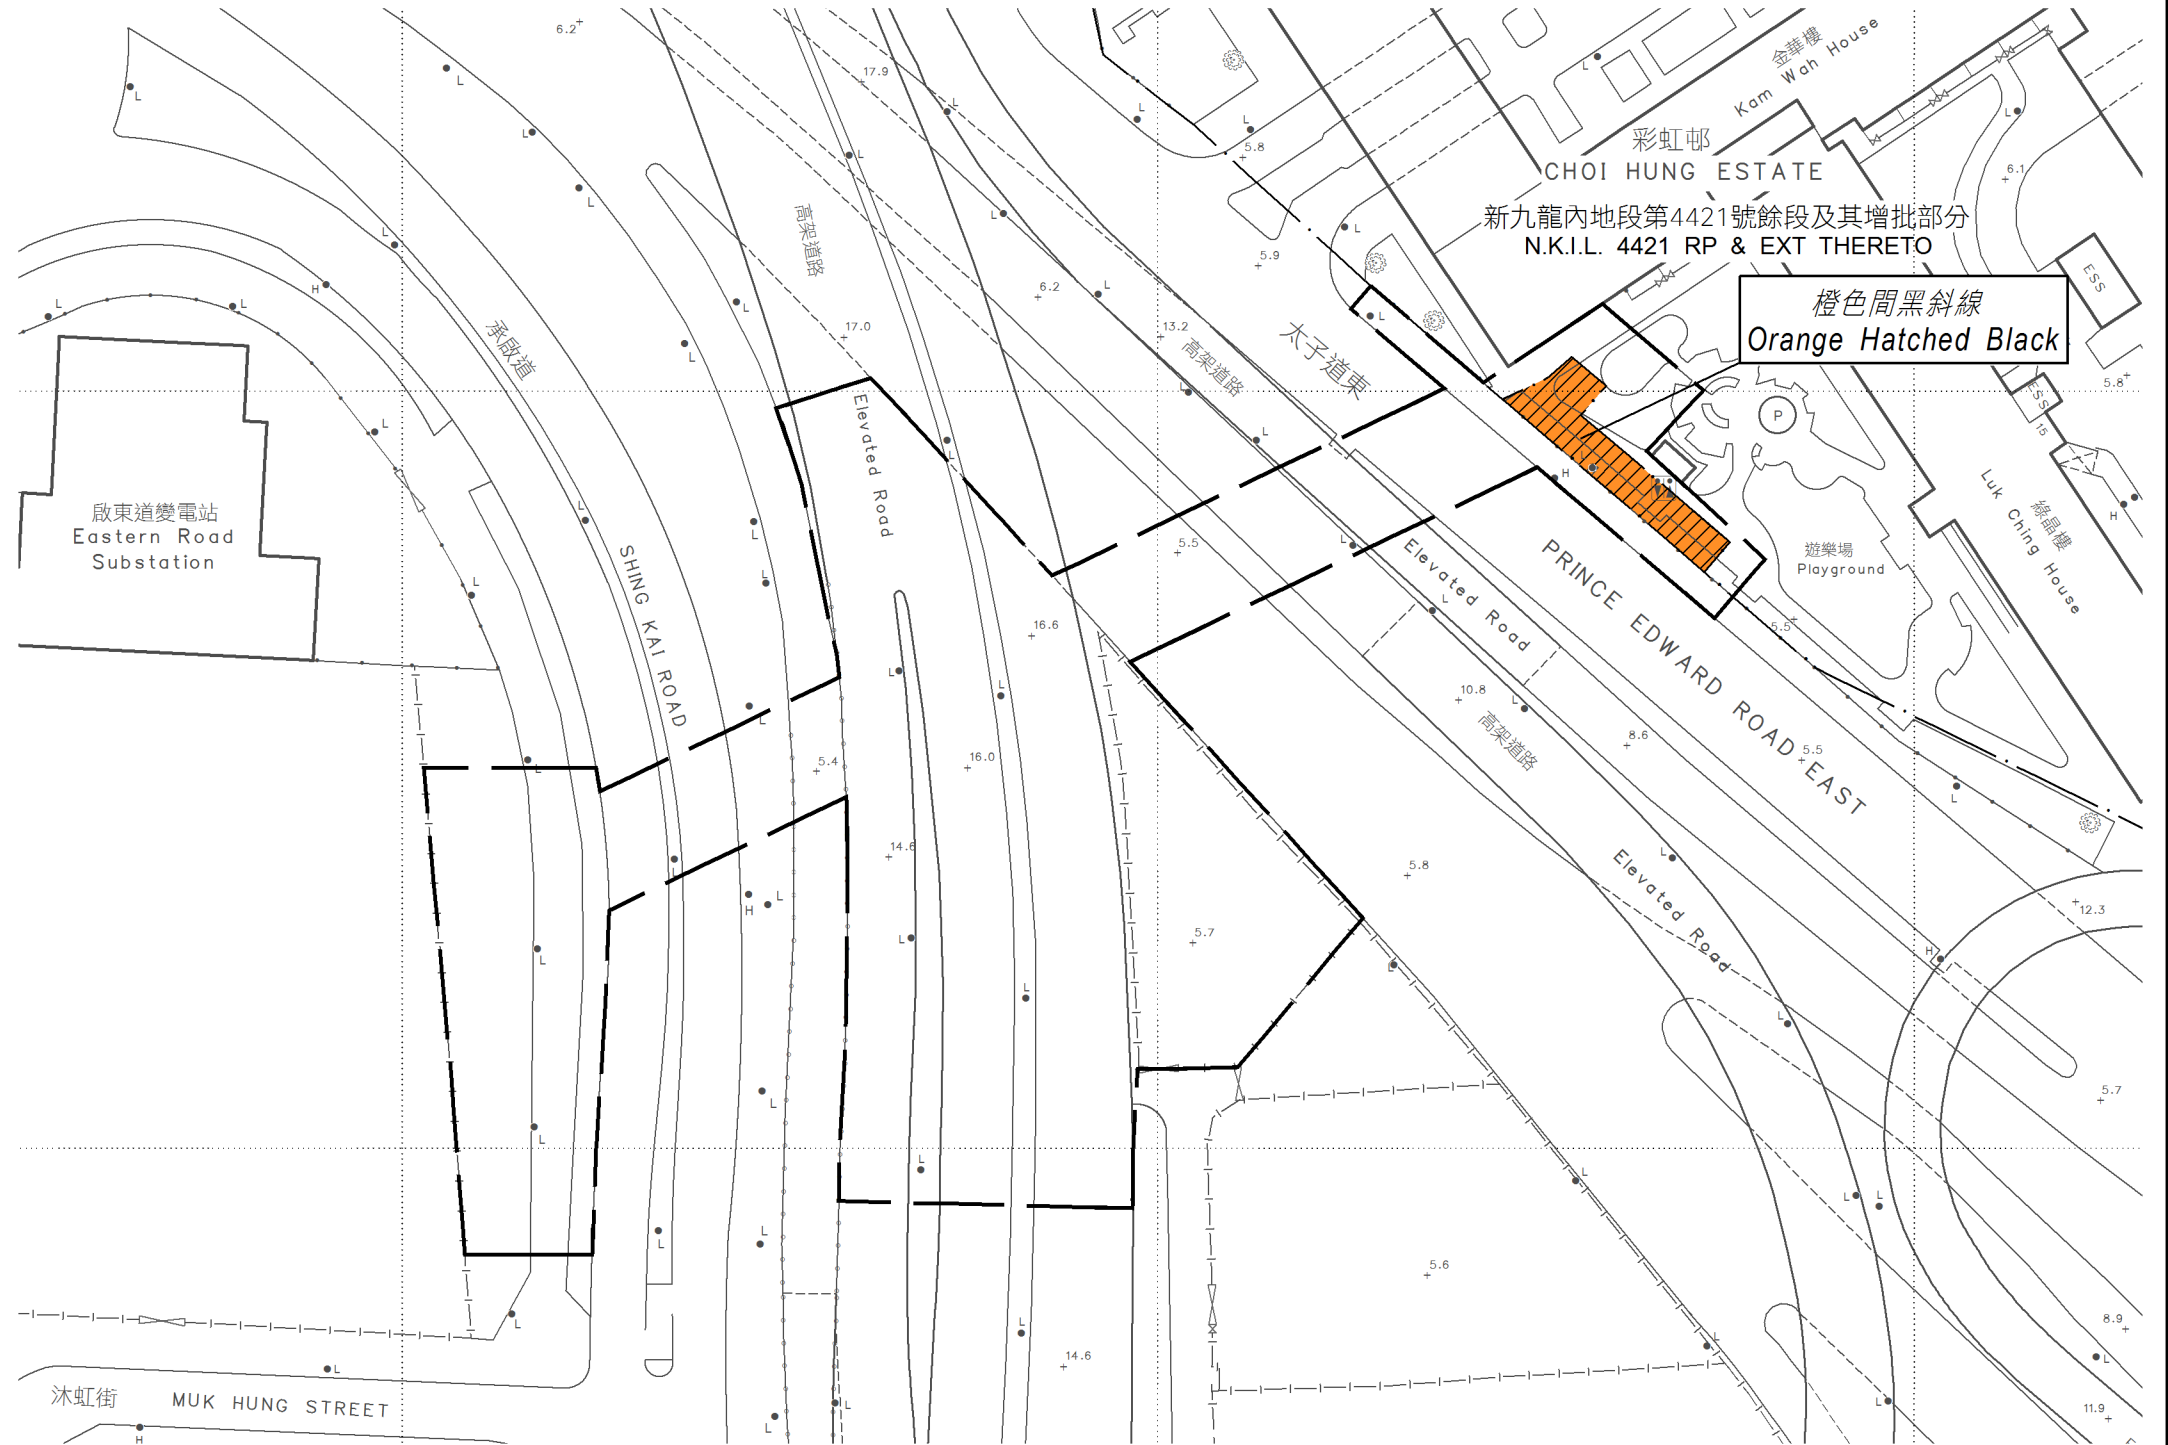 6.2
17.9
金華樓
Kam Wah House
彩虹邨
CHOI HUNG ESTATE
5.8
6.1
新九龍內地段第4421號餘段及其增批部分
N.K.I.L. 4421 RP & EXT THERETO
高架道路
5.9
6.2
ESS
橙色間黑斜線
Orange Hatched Black
承啟道
17.0
13.2
高架道路
太子道東
5.8
ESS
15
P
Elevated Road
啟東道變電站
Eastern Road
Substation
SHING KAI ROAD
5.5
Elevated Road
PRINCE EDWARD ROAD EAST
遊樂場
Playground
綠晶樓
Luk Ching House
16.6
5.5
10.8
高架道路
8.6
5.5
5.4
16.0
14.6
5.8
Elevated Road
5.7
12.3
5.7
5.6
8.9
14.6
11.9
沐虹街
MUK HUNG STREET
L
H